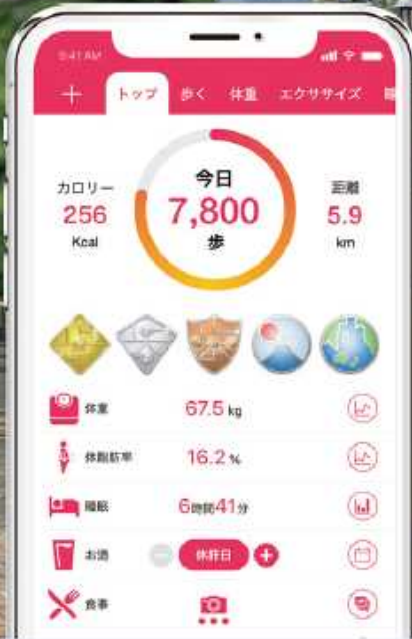 9:41 AM
トップ 歩く 体重 エクササイズ
カロリー
256
Kcal
今日
7,800
歩
距離
5.9
km
体重 67.5 kg
体脂肪率 16.2 %
睡眠 6時間41分
お酒 休肝日
食事